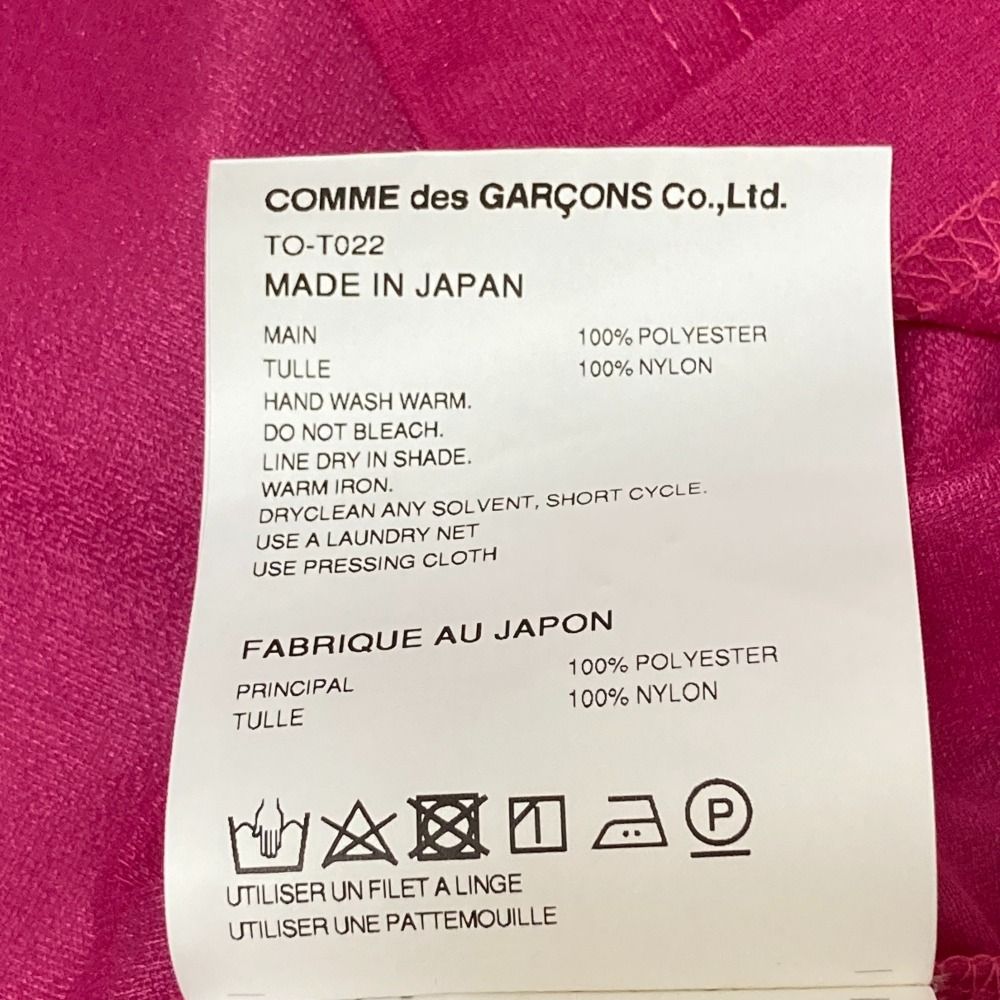 COMME des GARÇONS Co.,Ltd.
TO-T022
MADE IN JAPAN
MAIN 100% POLYESTER
TULLE 100% NYLON
HAND WASH WARM.
DO NOT BLEACH.
LINE DRY IN SHADE.
WARM IRON.
DRYCLEAN ANY SOLVENT, SHORT CYCLE.
USE A LAUNDRY NET
USE PRESSING CLOTH
FABRIQUE AU JAPON
PRINCIPAL 100% POLYESTER
TULLE 100% NYLON
P
UTILISER UN FILET A LINGE
UTILISER UNE PATTEMOUILLE